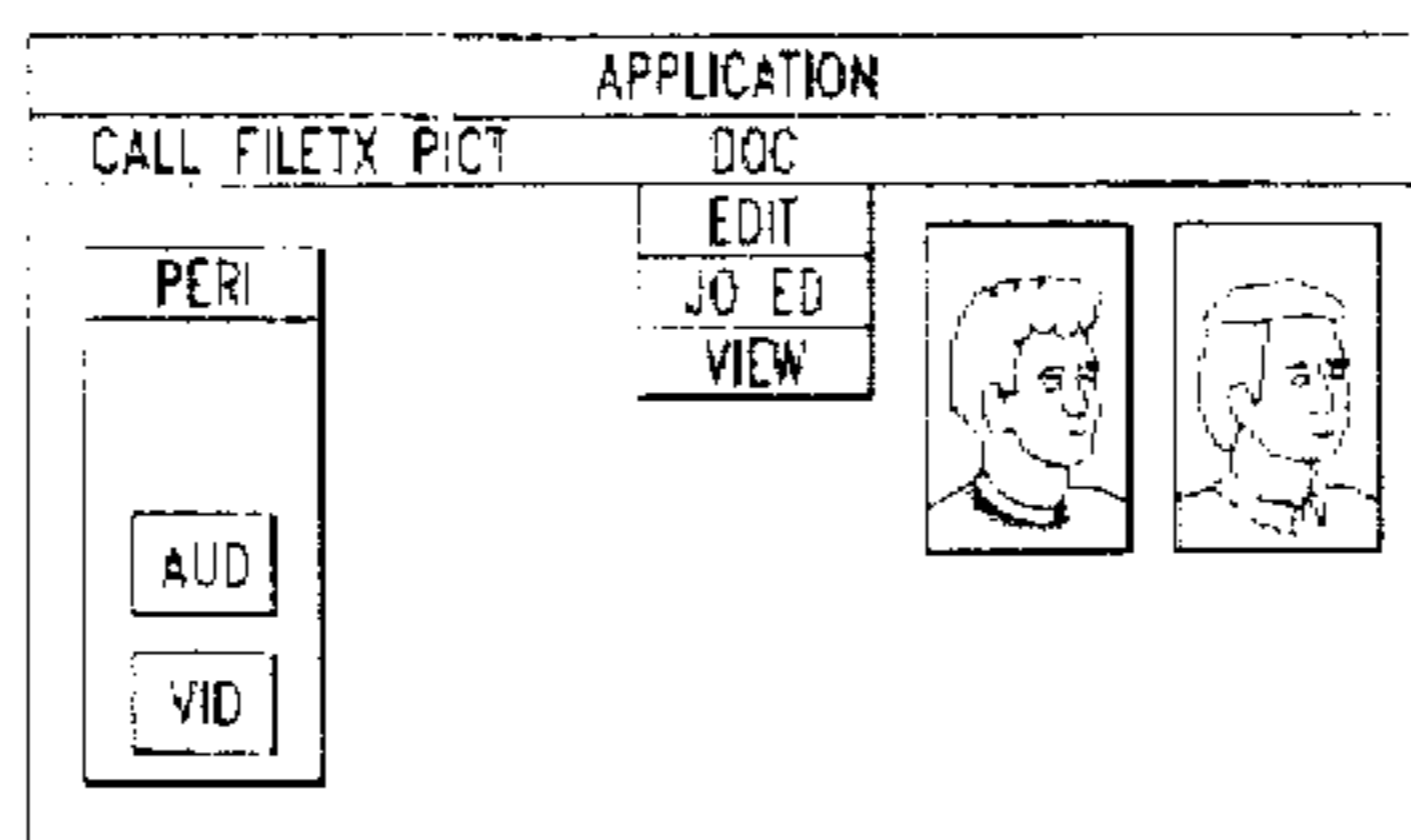 APPLICATION
CALL FILETX PICT DOC
EDIT
JO ED
VIEW
PERI
AUD
VID